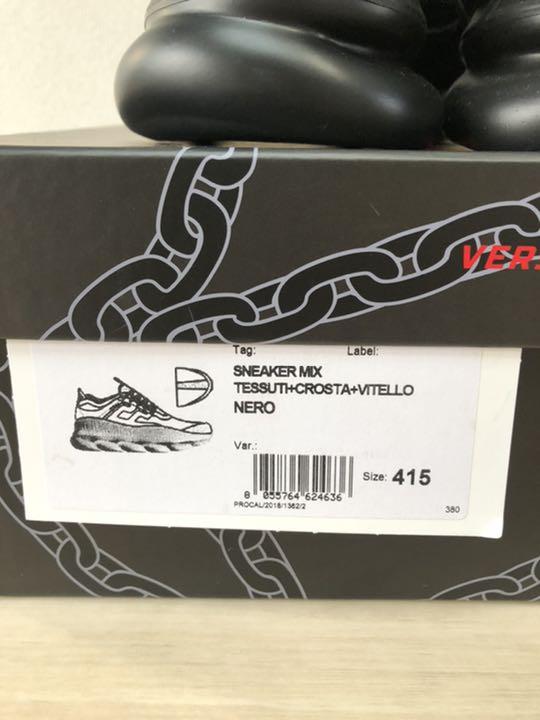 VER
Tag: Label:
SNEAKER MIX
TESSUTI+CROSTA+VITELLO
NERO
Var.:
Size: 415
8 055764 624636
PROCAL/2018/1362/2
380